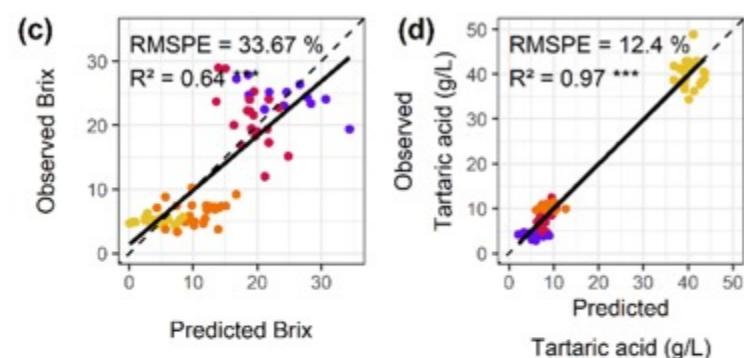 (c)
RMSPE = 33.67 %
R² = 0.64 ***
Observed Brix
30
20
10
0
0 10 20 30
Predicted Brix
(d)
RMSPE = 12.4 %
R² = 0.97 ***
Observed
Tartaric acid (g/L)
50
40
30
20
10
0
0 10 20 30 40 50
Predicted
Tartaric acid (g/L)